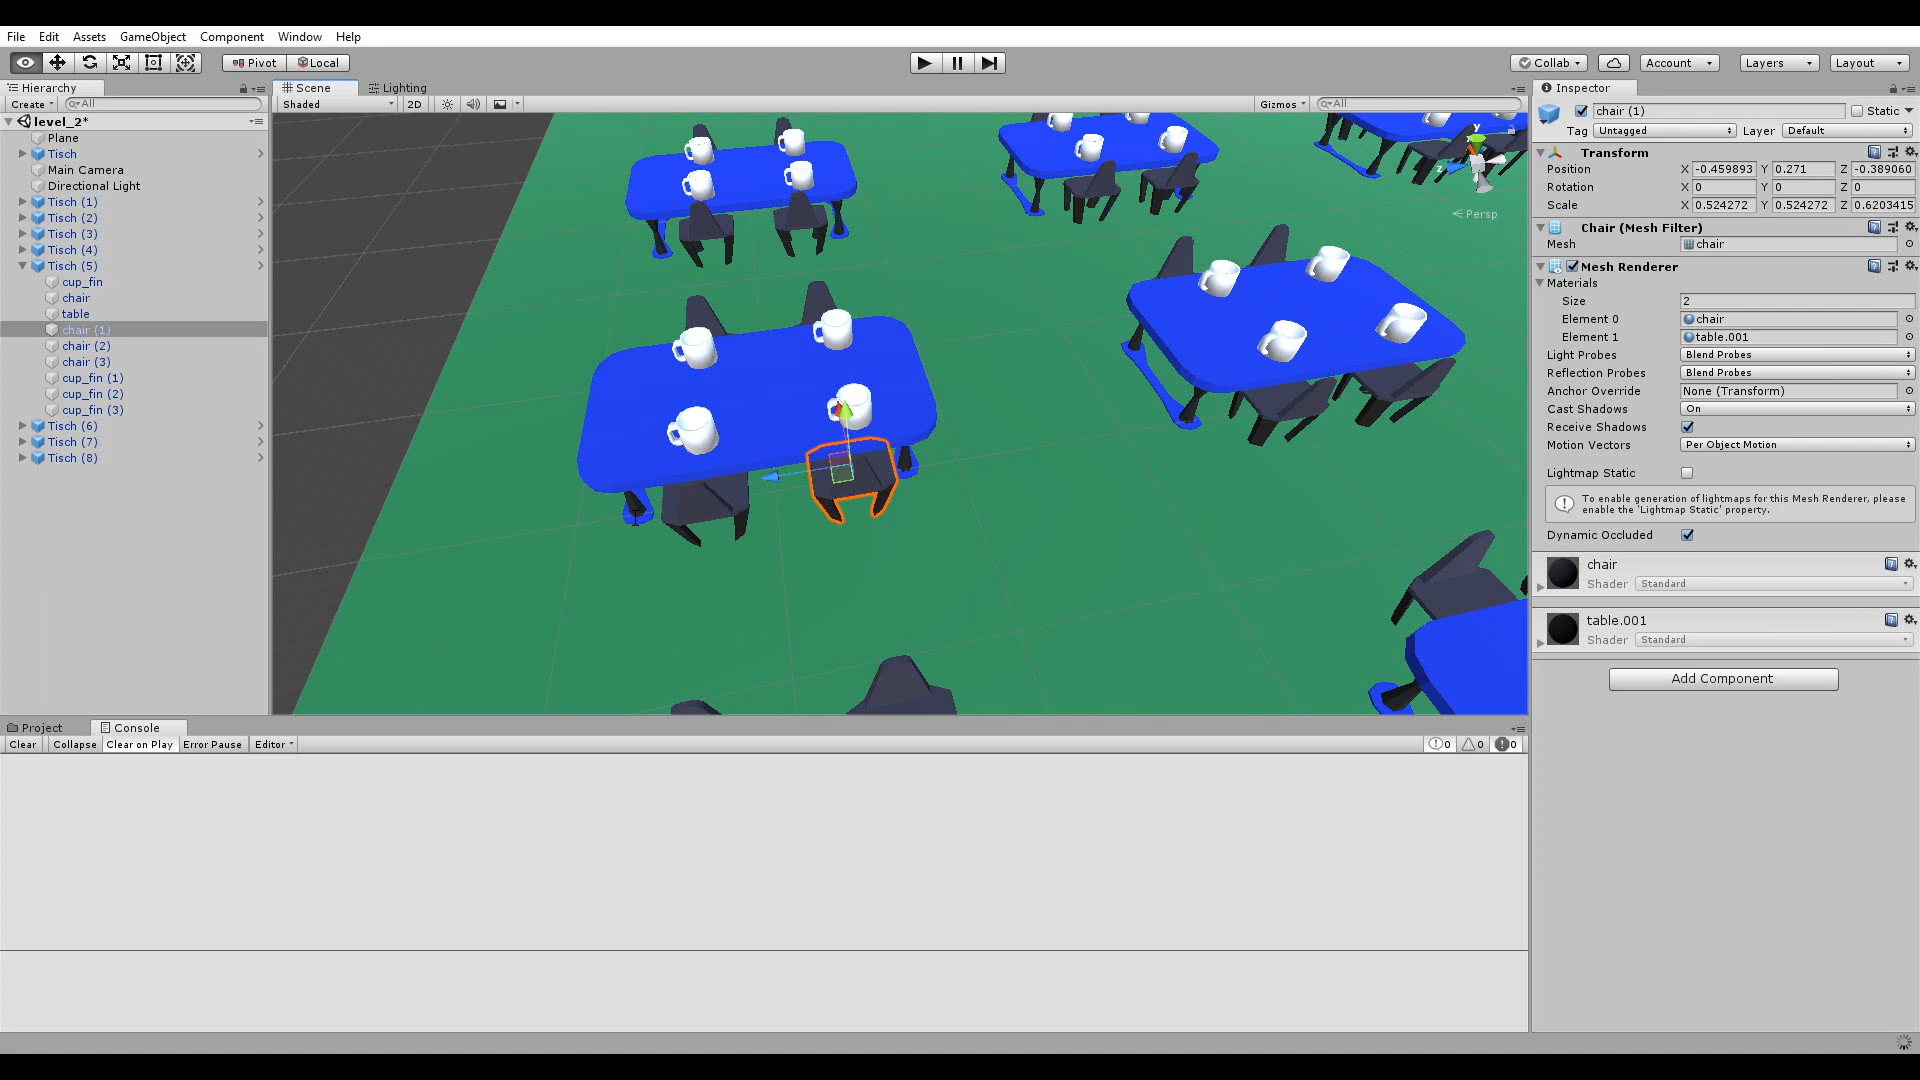 File Edit Assets GameObject Component Window Help
Pivot Local Collab Account Layers Layout
Hierarchy
Create All
level_2*
Plane
Tisch
Main Camera
Directional Light
Tisch (1)
Tisch (2)
Tisch (3)
Tisch (4)
Tisch (5)
cup_fin
chair
table
chair (1)
chair (2)
chair (3)
cup_fin (1)
cup_fin (2)
cup_fin (3)
Tisch (6)
Tisch (7)
Tisch (8)
Scene Lighting
Shaded 2D Gizmos All
y
z
Persp
Inspector
chair (1) Static
Tag Untagged Layer Default
Transform
Position X -0.459893 Y 0.271 Z -0.389060
Rotation X 0 Y 0 Z 0
Scale X 0.524272 Y 0.524272 Z 0.6203415
Chair (Mesh Filter)
Mesh chair
Mesh Renderer
Materials
Size 2
Element 0 chair
Element 1 table.001
Light Probes Blend Probes
Reflection Probes Blend Probes
Anchor Override None (Transform)
Cast Shadows On
Receive Shadows
Motion Vectors Per Object Motion
Lightmap Static
To enable generation of lightmaps for this Mesh Renderer, please
enable the 'Lightmap Static' property.
Dynamic Occluded
chair
Shader Standard
table.001
Shader Standard
Add Component
Project Console
Clear Collapse Clear on Play Error Pause Editor 0 0 0